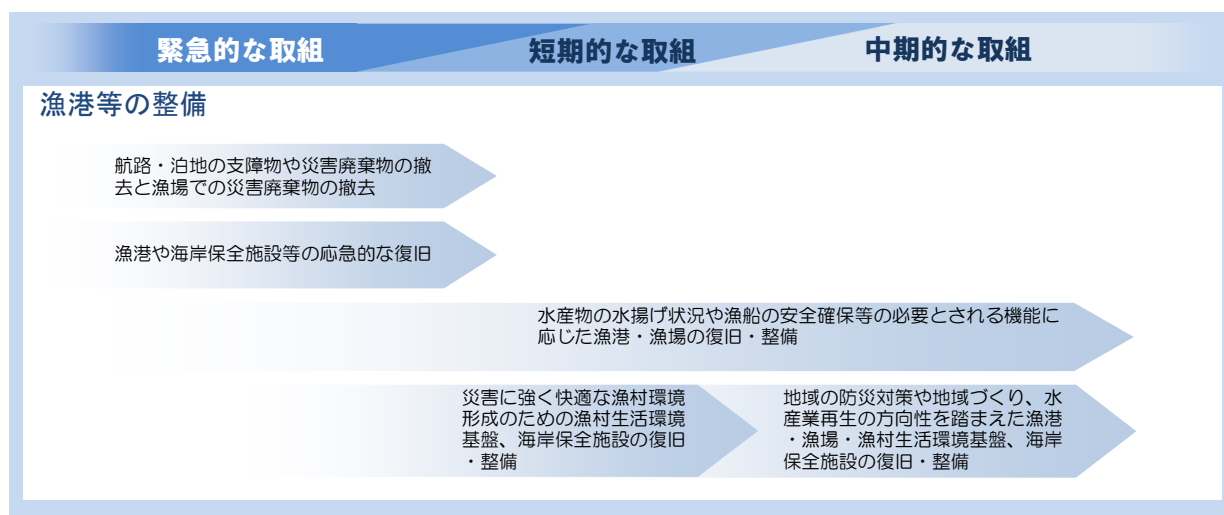 緊急的な取組
短期的な取組
中期的な取組
漁港等の整備
航路・泊地の支障物や災害廃棄物の撤
去と漁場での災害廃棄物の撤去
漁港や海岸保全施設等の応急的な復旧
水産物の水揚げ状況や漁船の安全確保等の必要とされる機能に
応じた漁港・漁場の復旧・整備
災害に強く快適な漁村環境
形成のための漁村生活環境
基盤、海岸保全施設の復旧
・整備
地域の防災対策や地域づくり、水
産業再生の方向性を踏まえた漁港
・漁場・漁村生活環境基盤、海岸
保全施設の復旧・整備